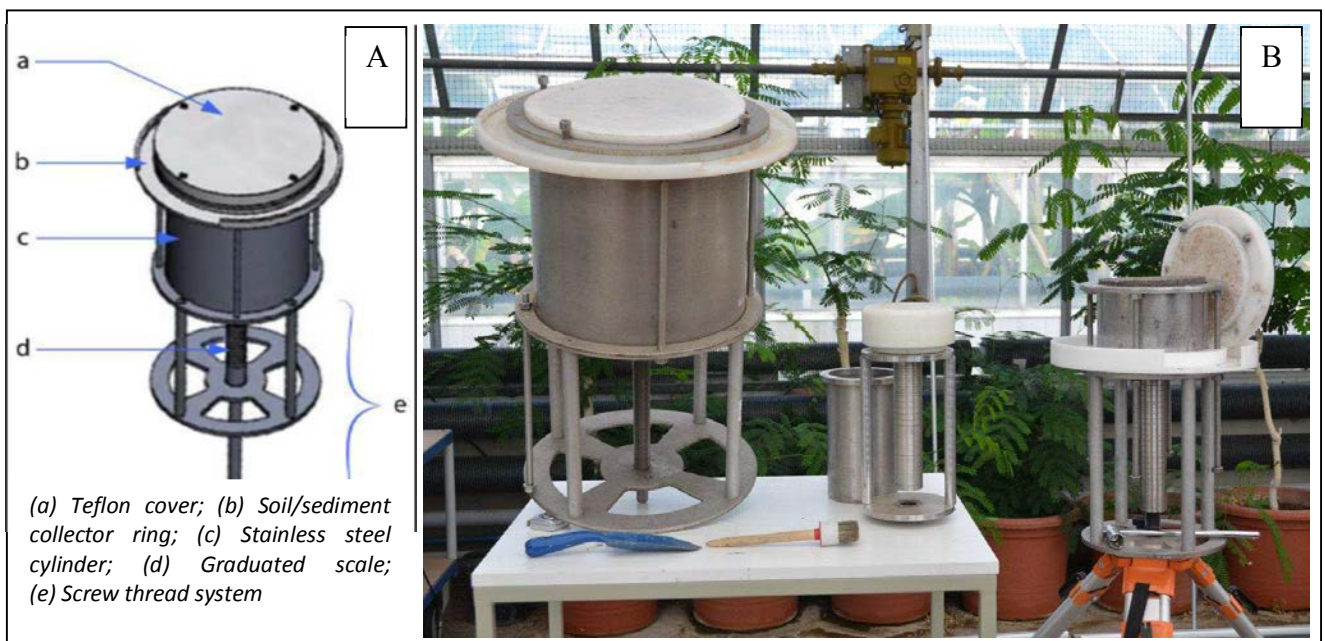 A
B
a
b
c
d
e
(a) Teflon cover; (b) Soil/sediment
collector ring; (c) Stainless steel
cylinder; (d) Graduated scale;
(e) Screw thread system